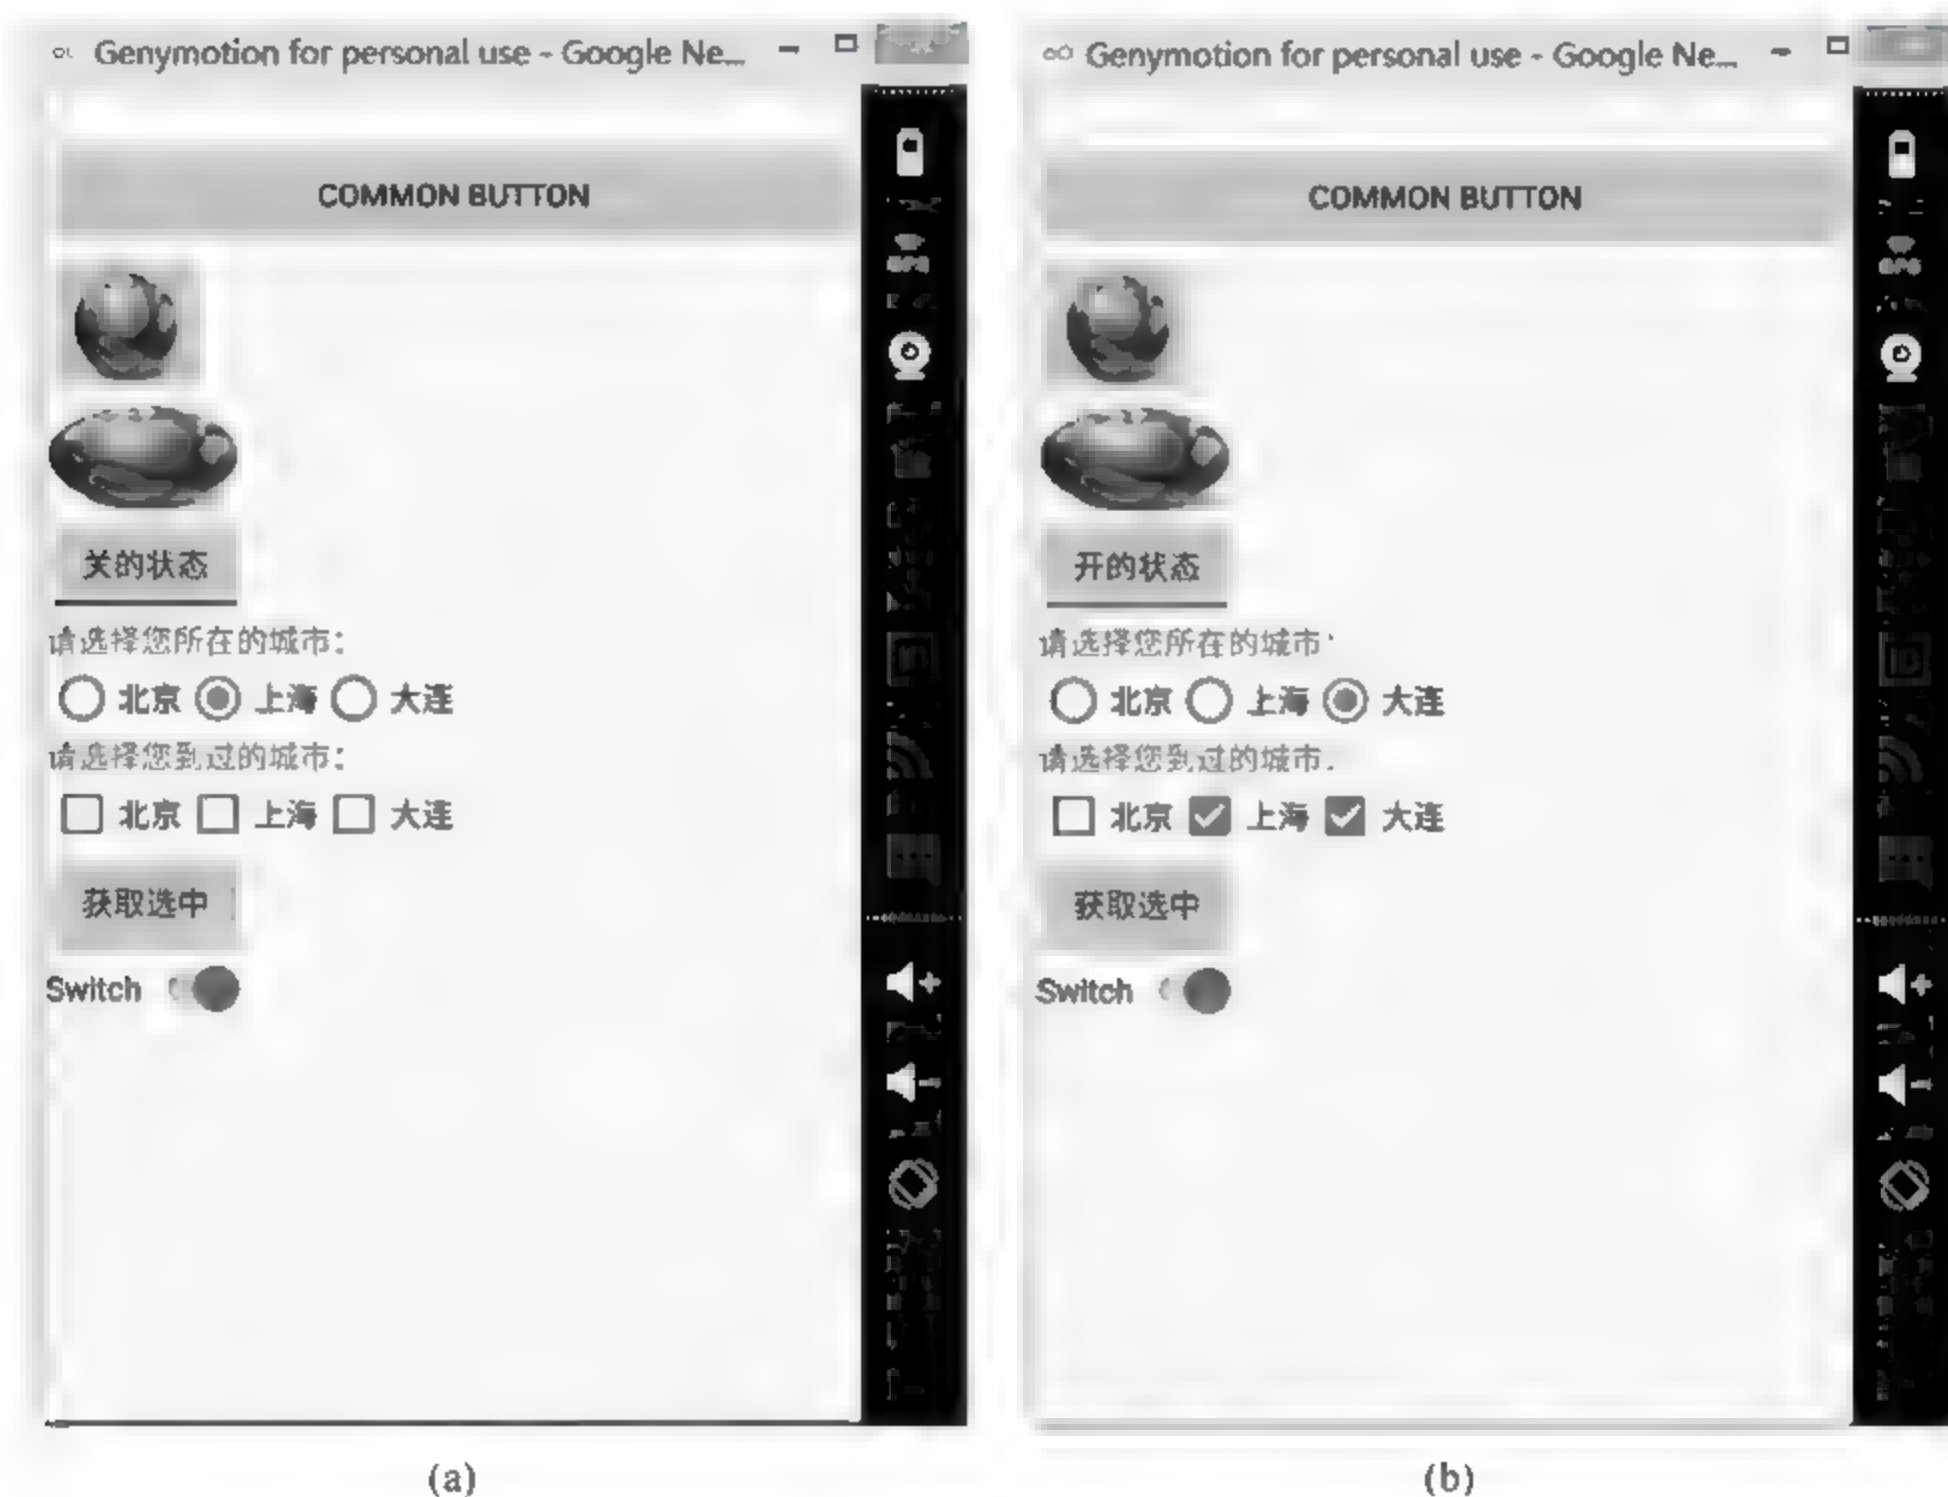 Genymotion for personal use - Google Ne...
COMMON BUTTON
关的状态
请选择您所在的城市：
北京 上海 大连
请选择您到过的城市：
北京 上海 大连
获取选中
Switch
(a)
Genymotion for personal use - Google Ne...
COMMON BUTTON
开的状态
请选择您所在的城市：
北京 上海 大连
请选择您到过的城市：
北京 上海 大连
获取选中
Switch
(b)